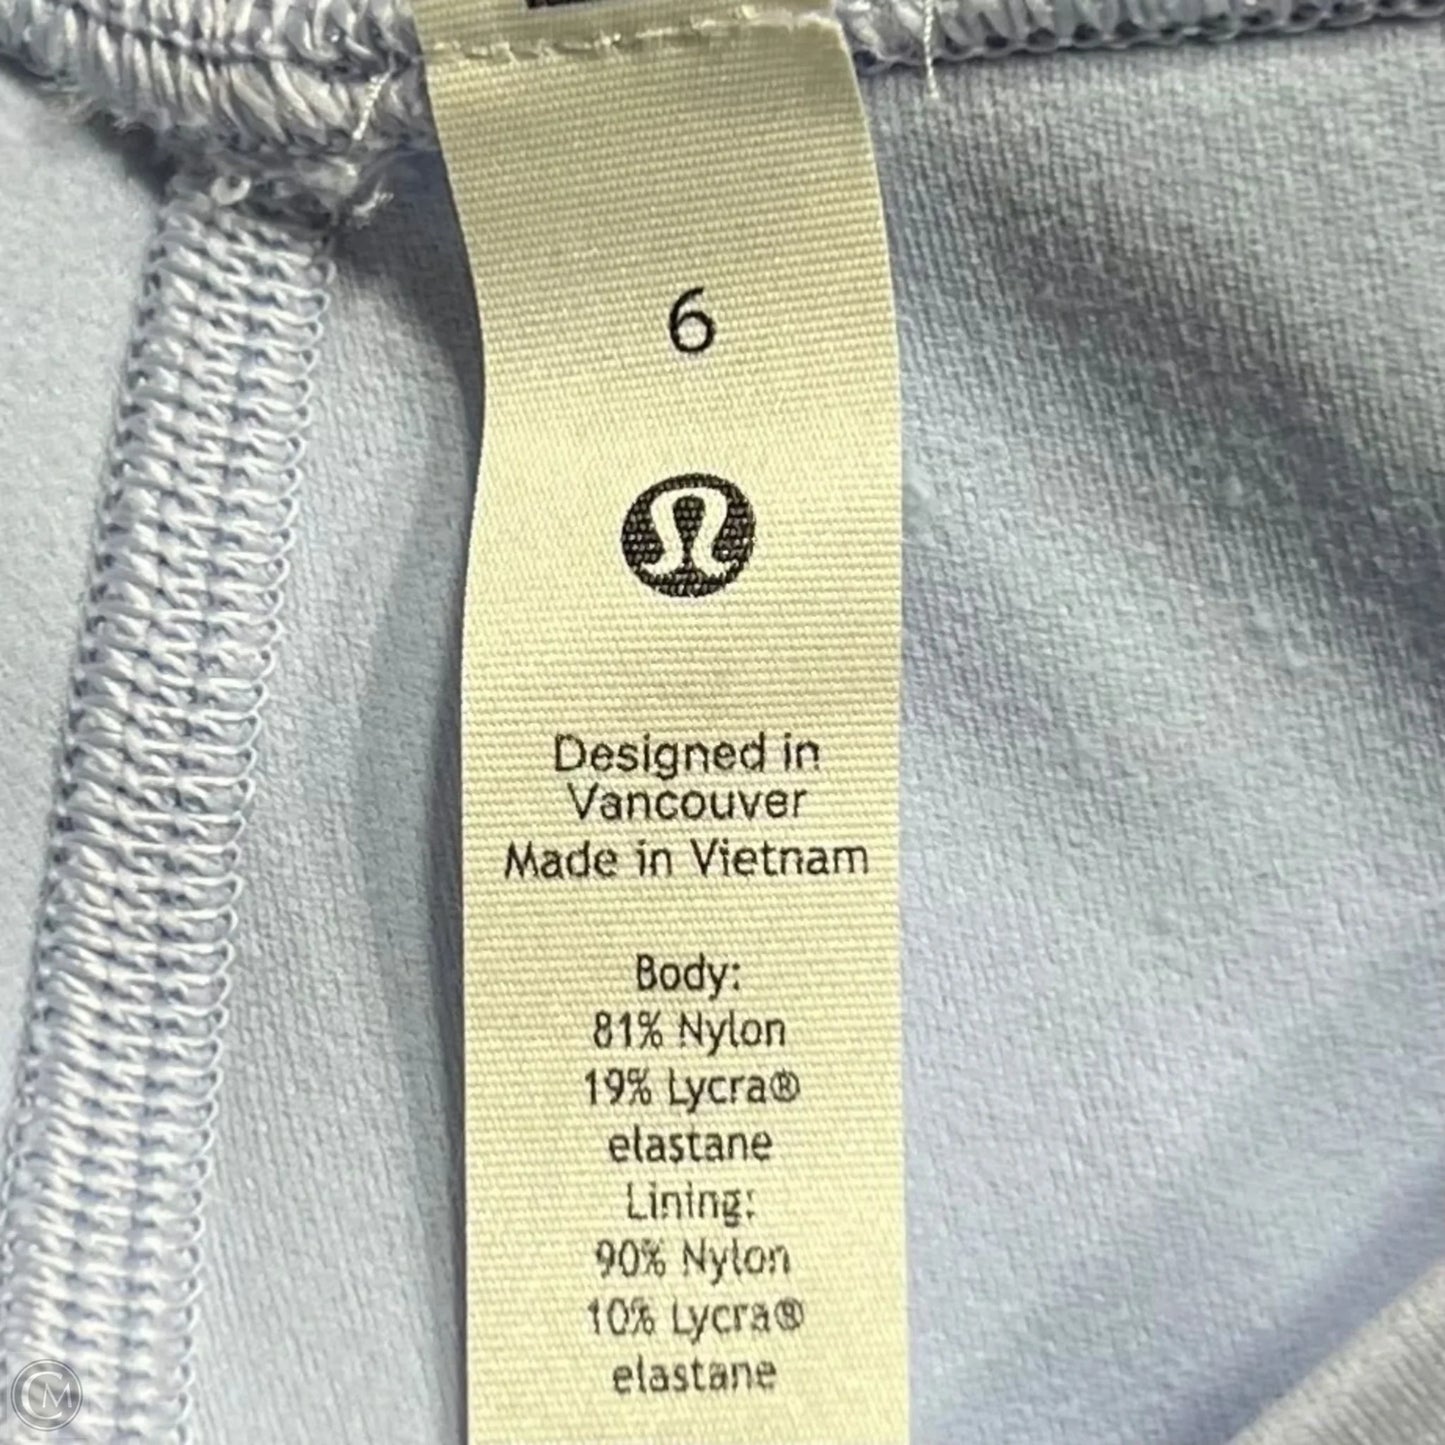 6
Designed in
Vancouver
Made in Vietnam
Body:
81% Nylon
19% Lycra®
elastane
Lining:
90% Nylon
10% Lycra®
elastane
CM